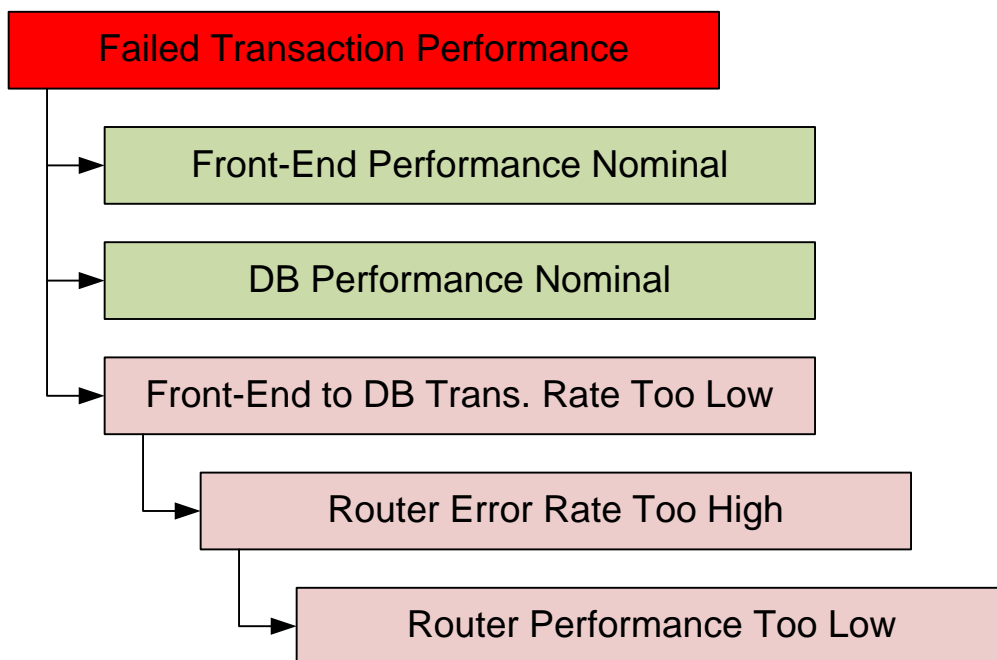 Failed Transaction Performance
Front-End Performance Nominal
DB Performance Nominal
Front-End to DB Trans. Rate Too Low
Router Error Rate Too High
Router Performance Too Low